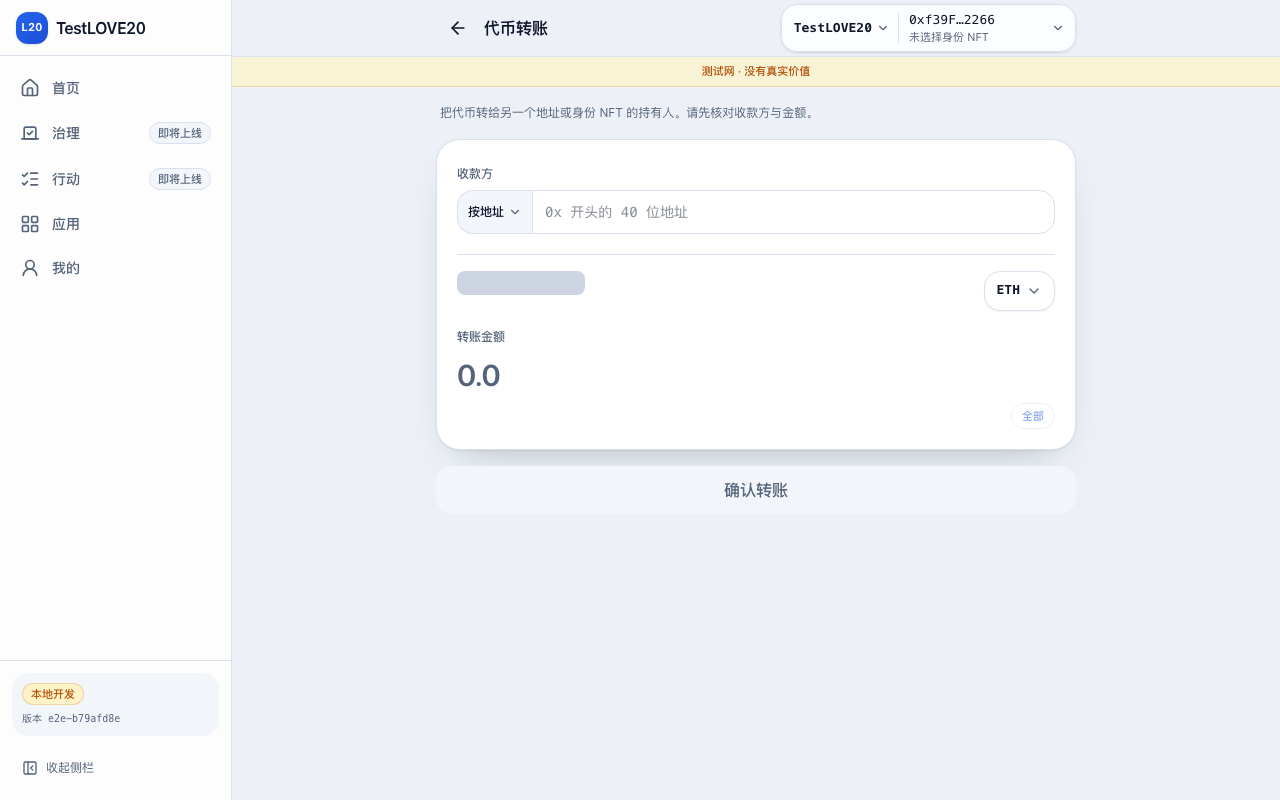 L20 TestLOVE20
首页
治理 即将上线
行动 即将上线
应用
我的
本地开发
版本 e2e-b79afd8e
收起侧栏
代币转账
TestLOVE20
0xf39F…2266
未选择身份 NFT
测试网 · 没有真实价值
把代币转给另一个地址或身份 NFT 的持有人。请先核对收款方与金额。
收款方
按地址 0x 开头的 40 位地址
ETH
转账金额
0.0
全部
确认转账